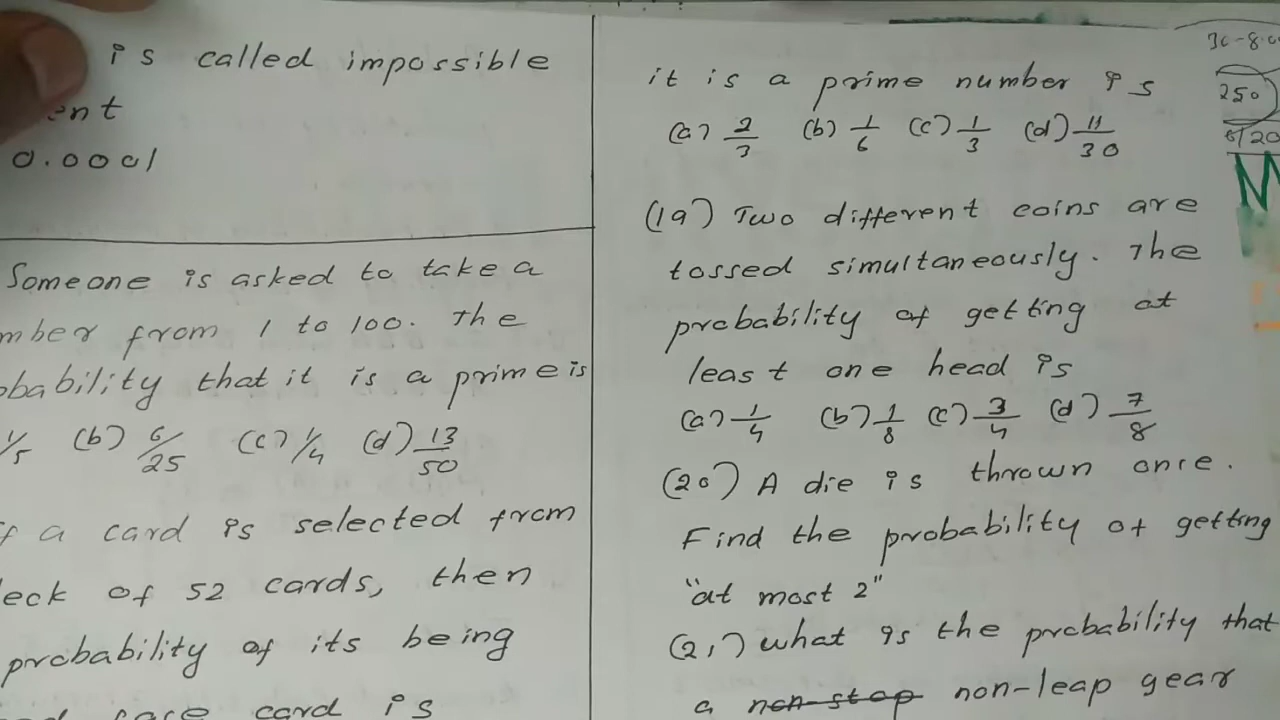 is called impossible
ent
0.0001
Someone is asked to take a
mber from 1 to 100. The
obability that it is a prime is
1/5 (b) 6/25 (c) 1/4 (d) 13/50
f a card is selected from
eck of 52 cards, then
probability of its being
face card is
it is a prime number is
(a) 2/3 (b) 1/6 (c) 1/3 (d) 11/30
(19) Two different coins are
tossed simultaneously. The
probability of getting at
least one head is
(a) 1/4 (b) 1/8 (c) 3/4 (d) 7/8
(20) A die is thrown once.
Find the probability of getting
"at most 2"
(21) what is the probability that
a non-stop non-leap gear
250
M